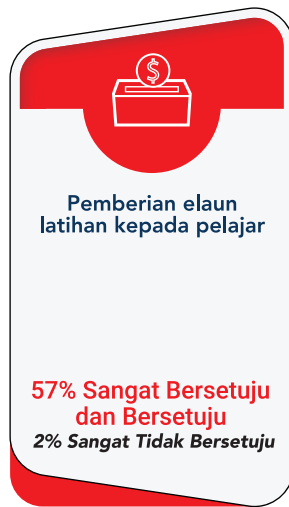 $
Pemberian elaun
latihan kepada pelajar
57% Sangat Bersetuju
dan Bersetuju
2% Sangat Tidak Bersetuju